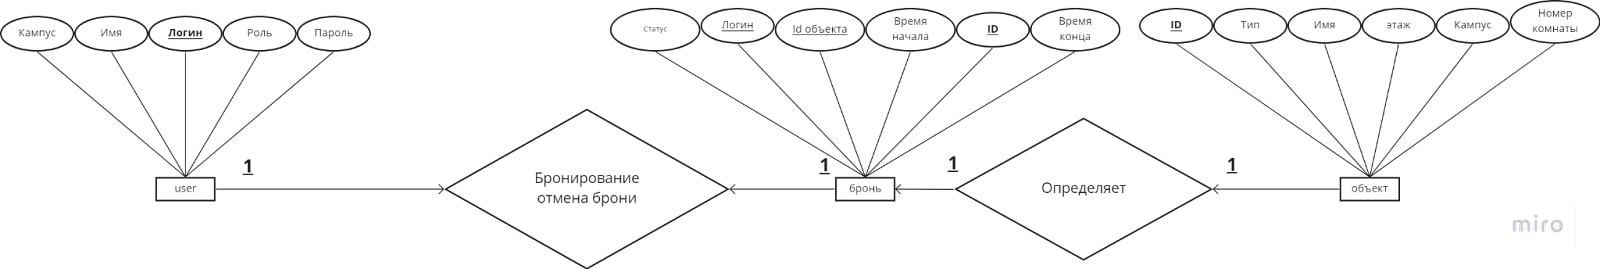 Кампус
Имя
Логин
Роль
Пароль
Статус
Логин
Id объекта
Время
начала
ID
Время
конца
ID
Тип
Имя
этаж
Кампус
Номер
комнаты
1
1
1
1
user
Бронирование
отмена брони
бронь
Определяет
объект
miro